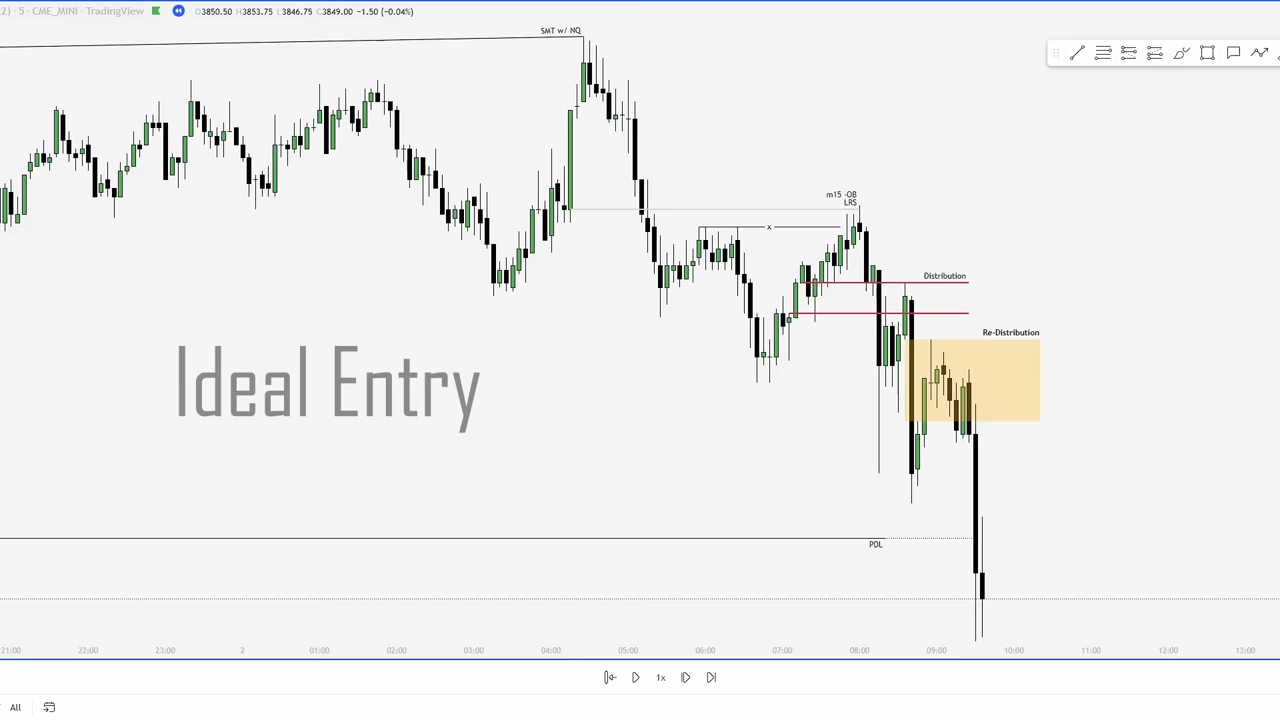 2) · 5 · CME_MINI · TradingView O3850.50 H3853.75 L3846.75 C3849.00 −1.50 (−0.04%)
SMT w/ NQ
m15 -OB
LRS
x
Distribution
Re-Distribution
Ideal Entry
PDL
21:00 22:00 23:00 2 01:00 02:00 03:00 04:00 05:00 06:00 07:00 08:00 09:00 10:00 11:00 12:00 13:00
1x
All